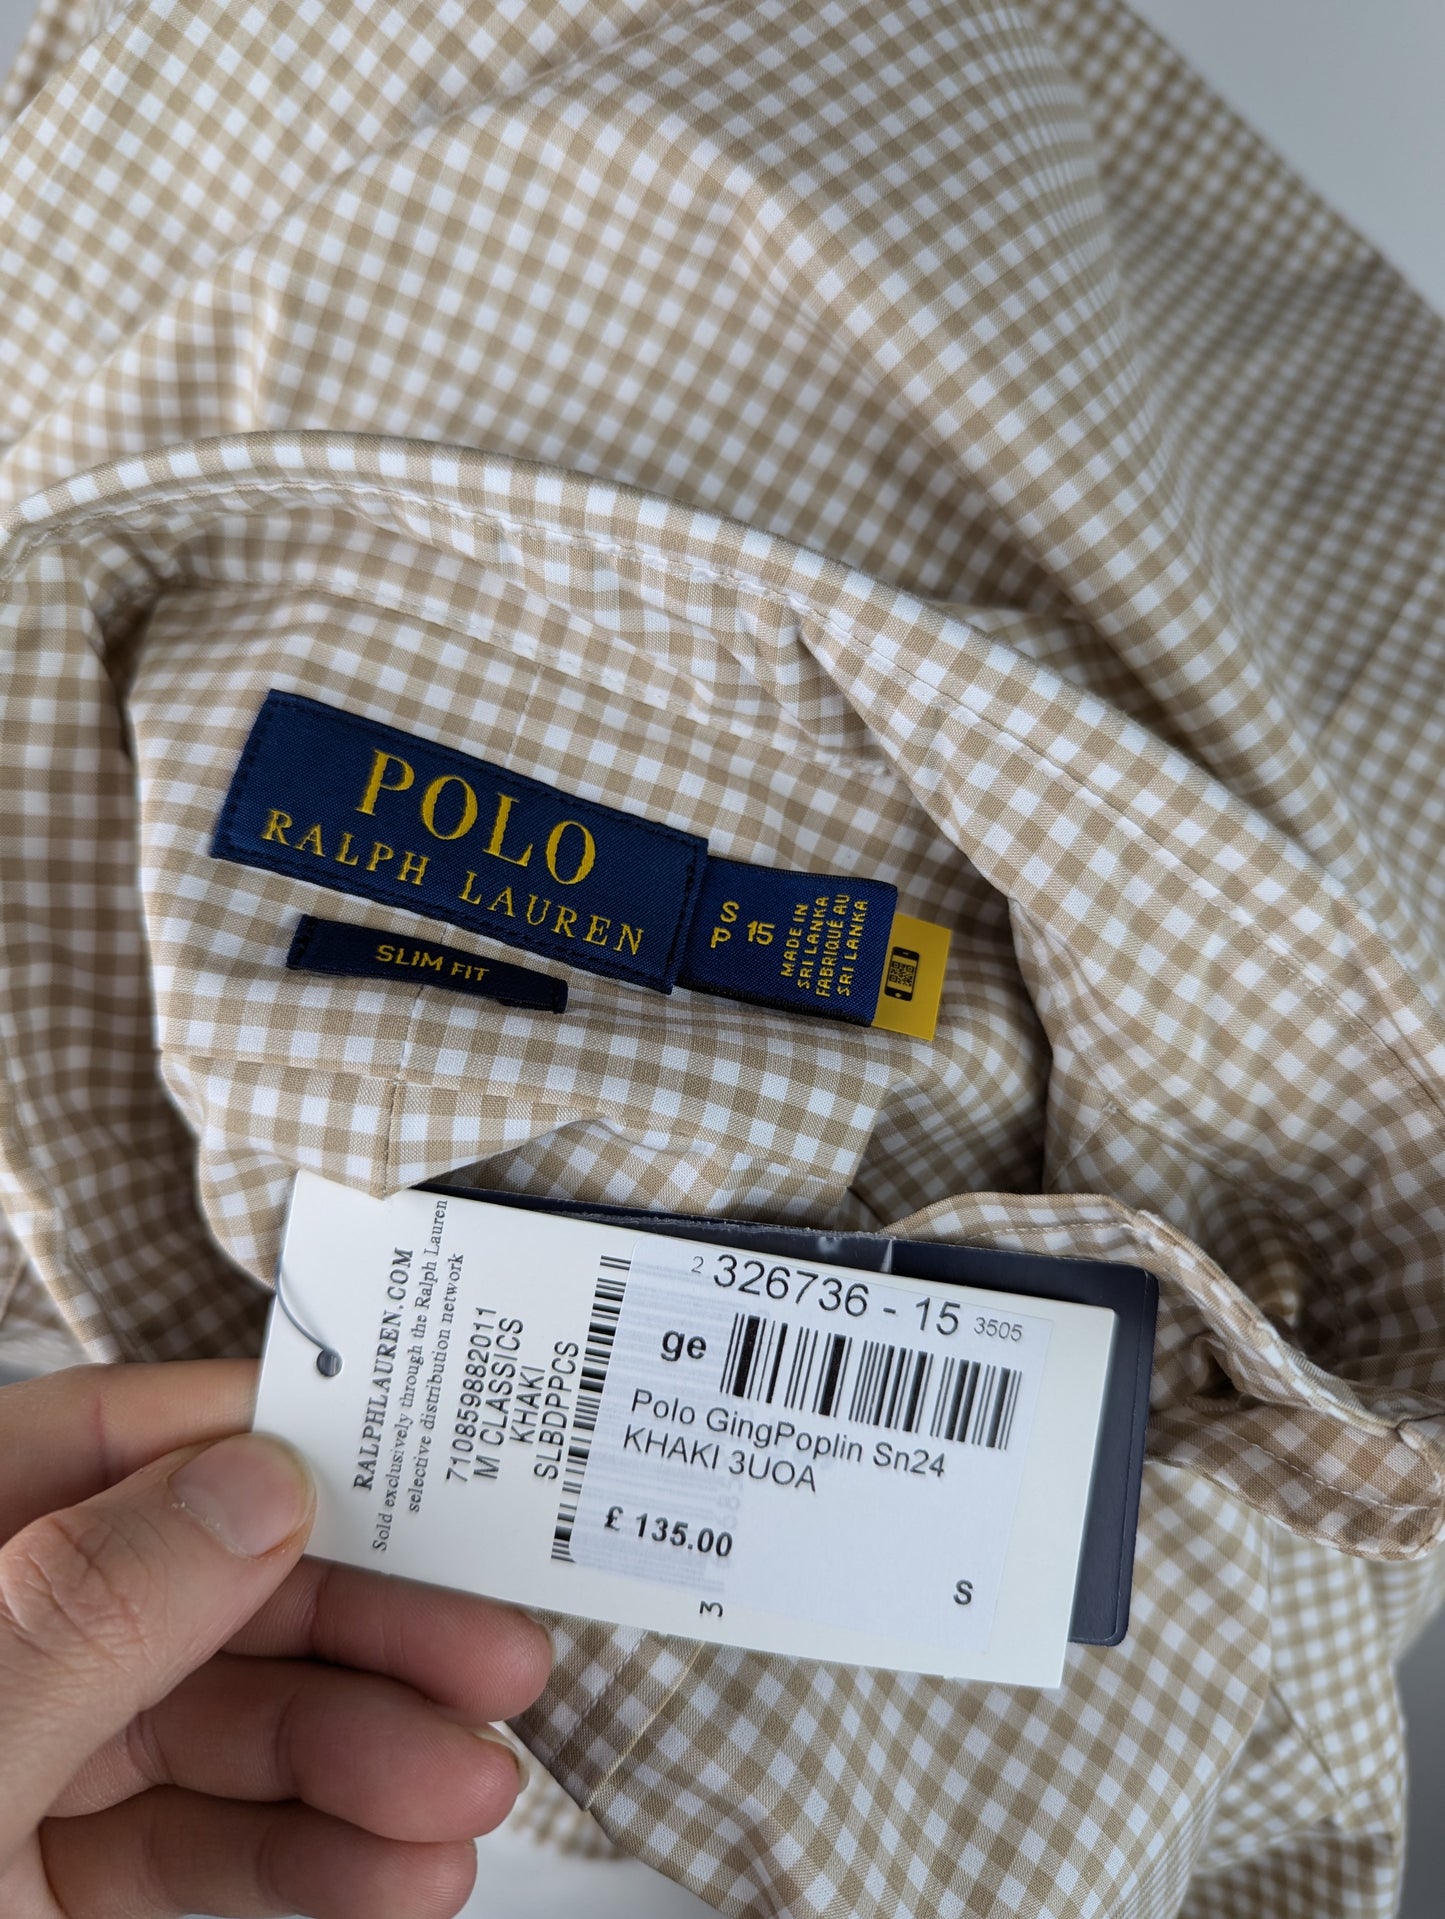 POLO
RALPH LAUREN
SLIM FIT
S
P
15
MADE IN
SRI LANKA
FABRIQUÉ AU
SRI LANKA
RALPHLAUREN.COM
Sold exclusively through the Ralph Lauren
selective distribution network
710859882011
M CLASSICS
KHAKI
SLBDPPCS
2 326736 - 15 3505
ge
Polo GingPoplin Sn24
KHAKI 3UOA
£ 135.00
S
3